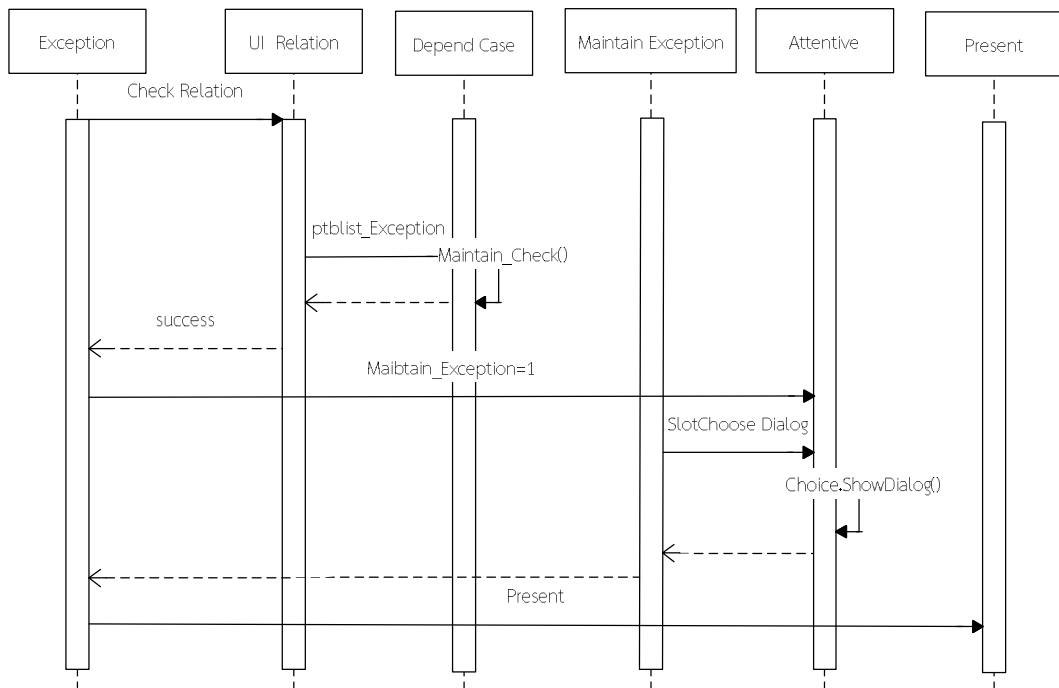 Exception
UI Relation
Depend Case
Maintain Exception
Attentive
Present
Check Relation
ptblist_Exception
Maintain_Check()
success
Maibtain_Exception=1
SlotChoose Dialog
Choice.ShowDialog()
Present